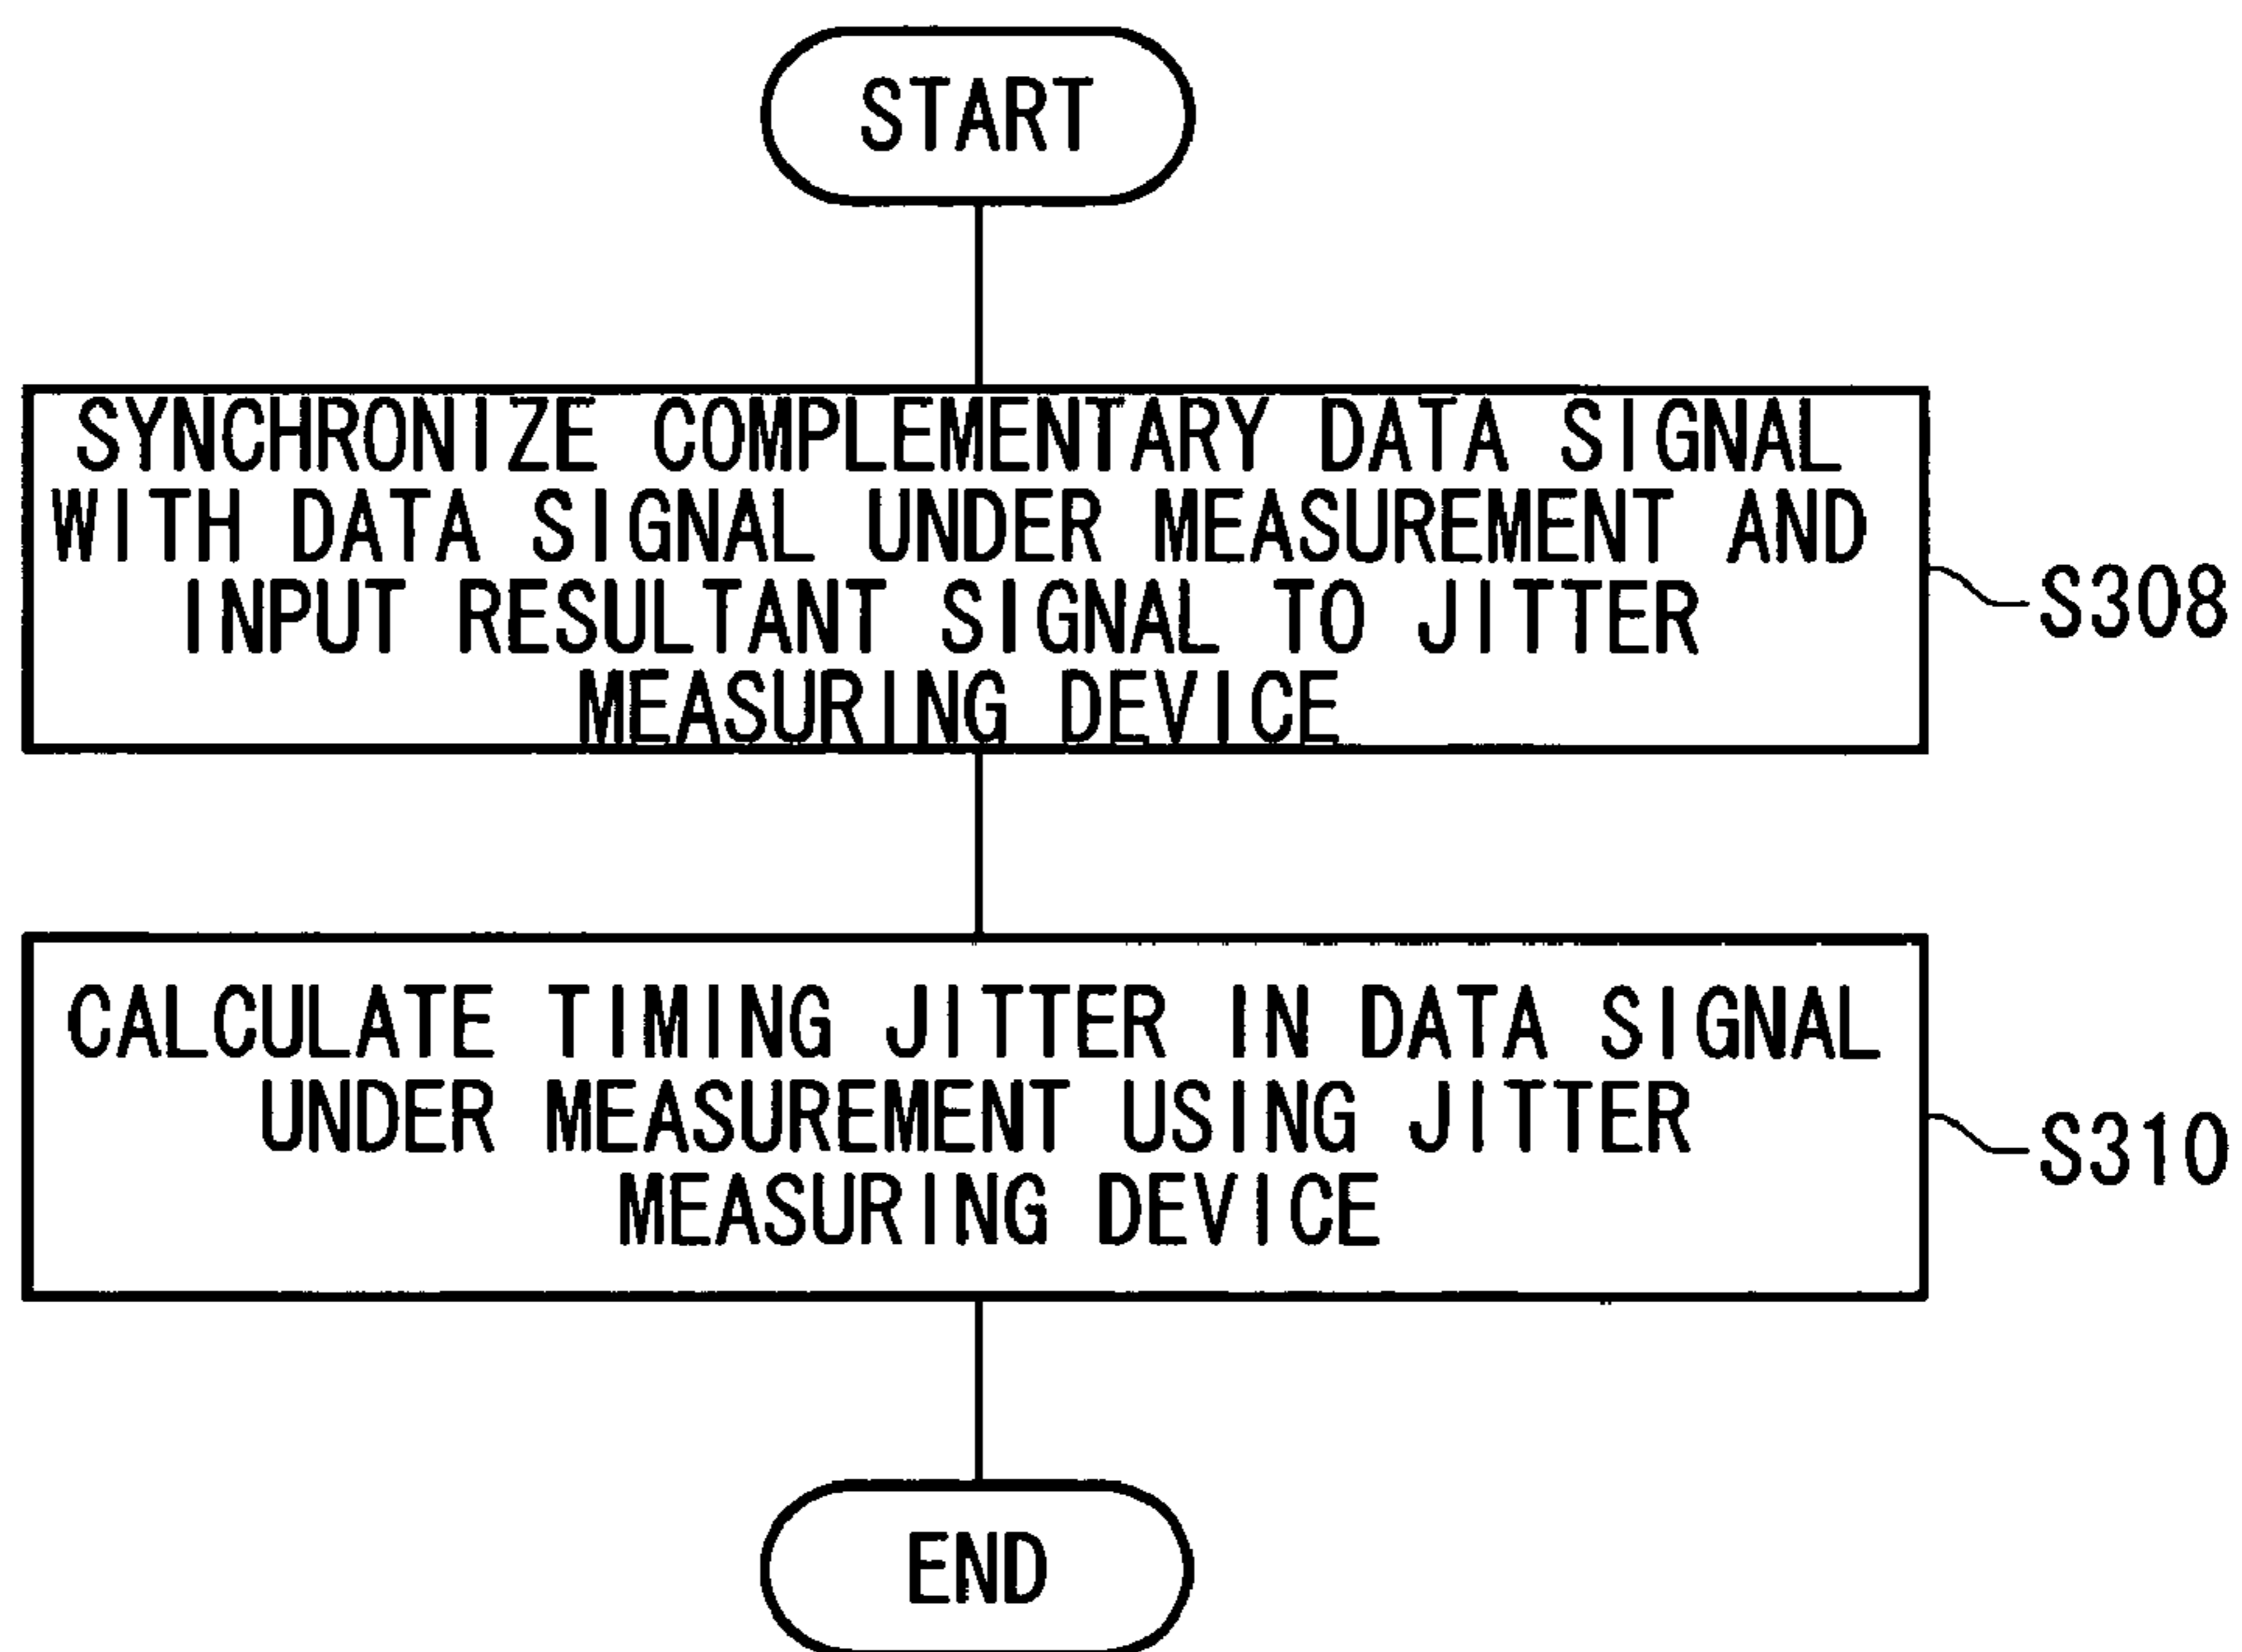 START
SYNCHRONIZE COMPLEMENTARY DATA SIGNAL
WITH DATA SIGNAL UNDER MEASUREMENT AND
INPUT RESULTANT SIGNAL TO JITTER
MEASURING DEVICE
S308
CALCULATE TIMING JITTER IN DATA SIGNAL
UNDER MEASUREMENT USING JITTER
MEASURING DEVICE
S310
END